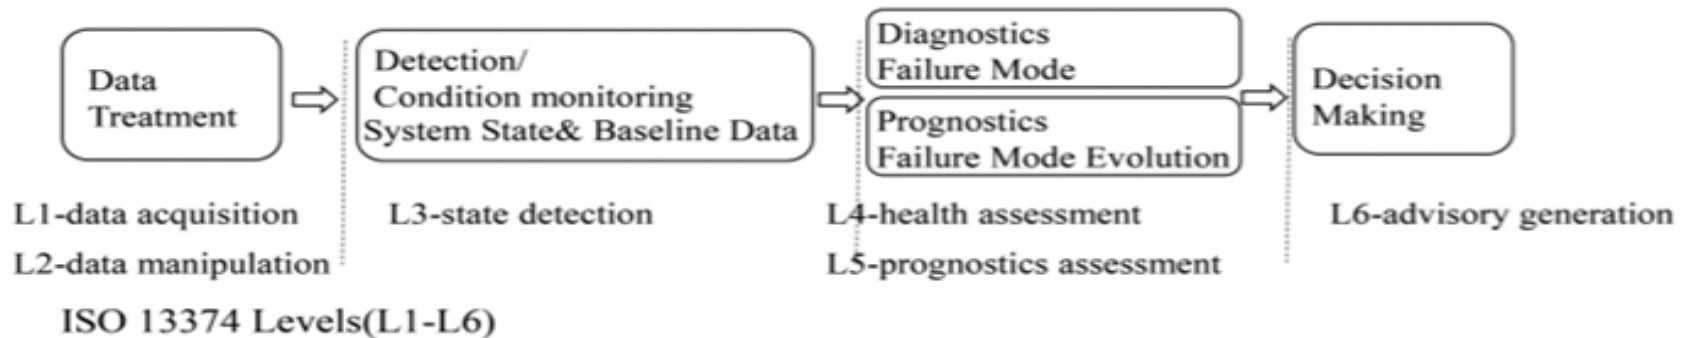 Data
Treatment
Detection/
Condition monitoring
System State& Baseline Data
Diagnostics
Failure Mode
Prognostics
Failure Mode Evolution
Decision
Making
L1-data acquisition
L2-data manipulation
L3-state detection
L4-health assessment
L5-prognostics assessment
L6-advisory generation
ISO 13374 Levels(L1-L6)